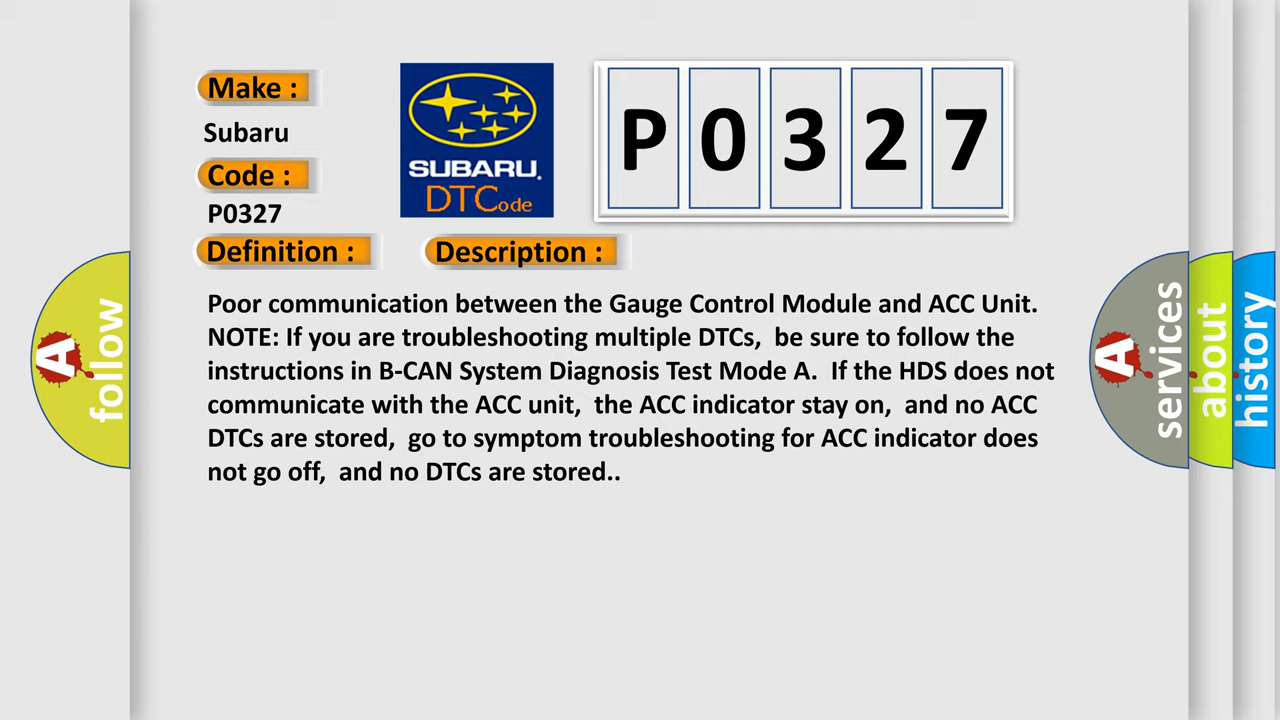 Make :
Subaru
Code :
P0327
SUBARU
DTCode
P0327
Definition :
Description :
Poor communication between the Gauge Control Module and ACC Unit.
NOTE: If you are troubleshooting multiple DTCs,  be sure to follow the
instructions in B-CAN System Diagnosis Test Mode A.  If the HDS does not
communicate with the ACC unit,  the ACC indicator stay on,  and no ACC
DTCs are stored,  go to symptom troubleshooting for ACC indicator does
not go off,  and no DTCs are stored..
A follow
A services
about
history